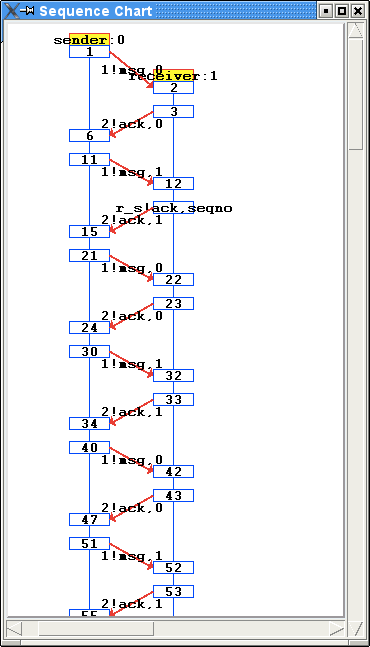 Sequence Chart
sender:0
1
1!msg,0
receiver:1
2
3
2!ack,0
6
11
1!msg,1
12
r_s!ack,seqno
2!ack,1
15
21
1!msg,0
22
23
2!ack,0
24
30
1!msg,1
32
33
2!ack,1
34
40
1!msg,0
42
43
2!ack,0
47
51
1!msg,1
52
53
2!ack,1
55